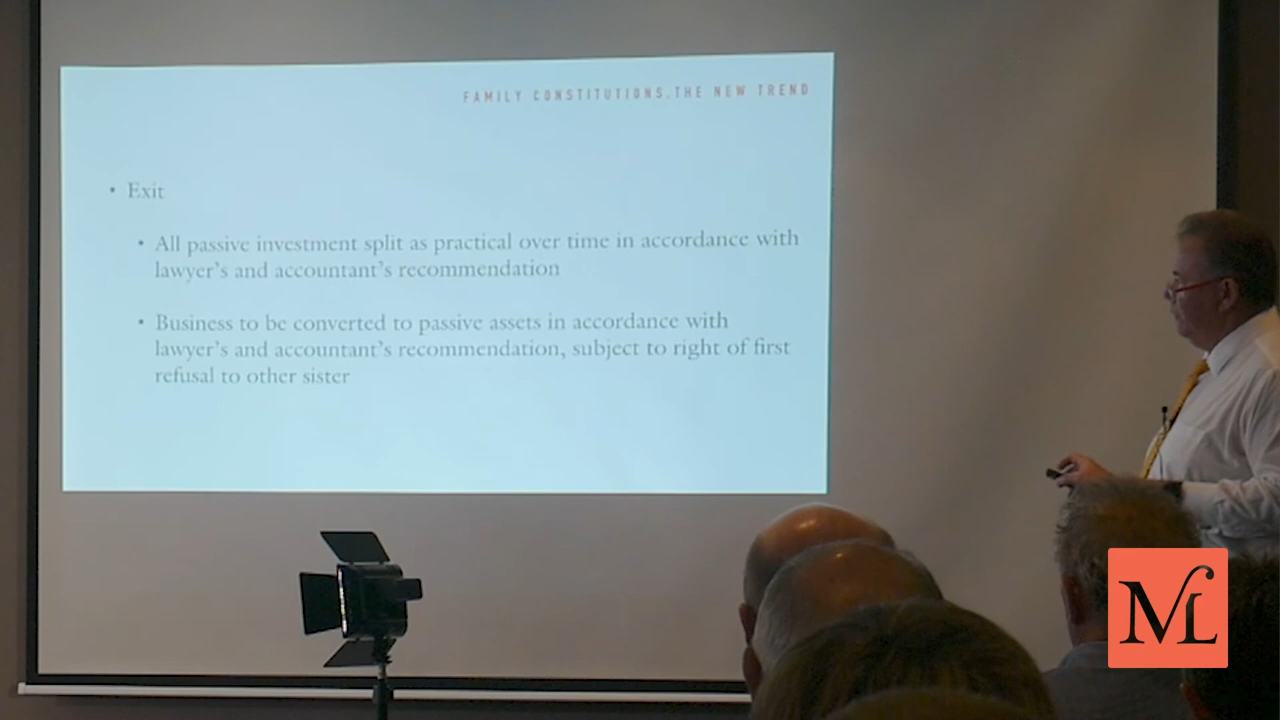 FAMILY CONSTITUTIONS.THE NEW TREND
• Exit
• All passive investment split as practical over time in accordance with
lawyer's and accountant's recommendation
• Business to be converted to passive assets in accordance with
lawyer's and accountant's recommendation, subject to right of first
refusal to other sister
ML